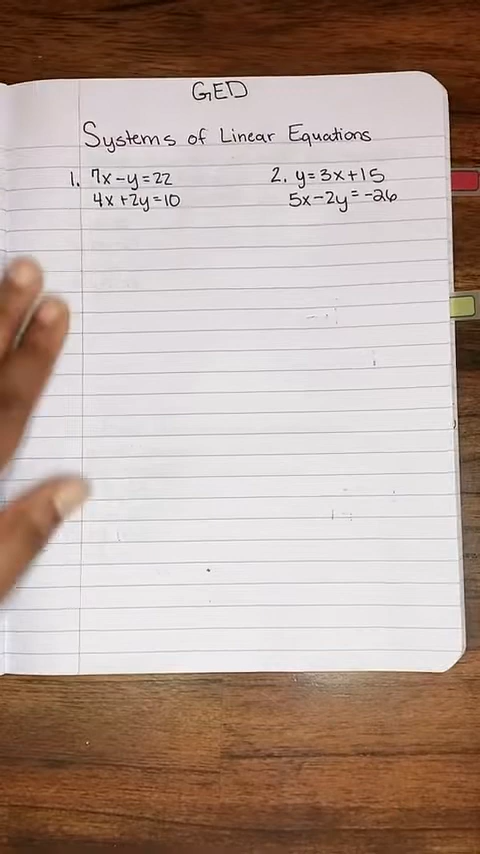 GED
Systems of Linear Equations
1. 7x-y=22
4x+2y=10
2. y=3x+15
5x-2y=-26